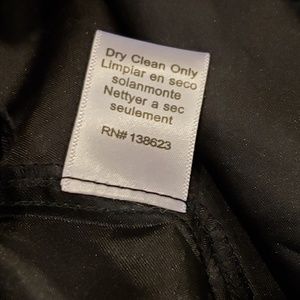 Dry Clean Only
Limpiar en seco
solanmonte
Nettyer a sec
seulement
RN# 138623